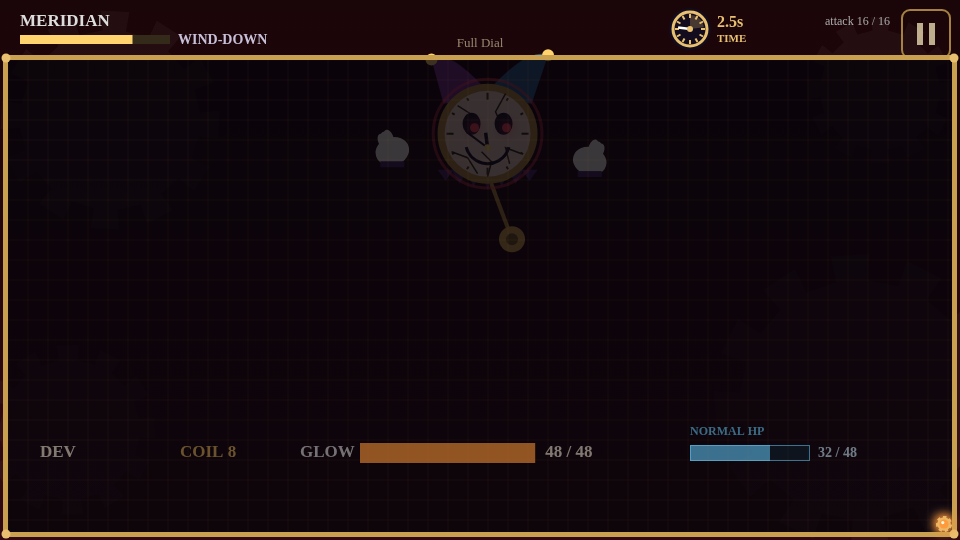 MERIDIAN
WIND-DOWN
Full Dial
2.5s
TIME
attack 16 / 16
NORMAL HP
DEV
COIL 8
GLOW
48 / 48
32 / 48